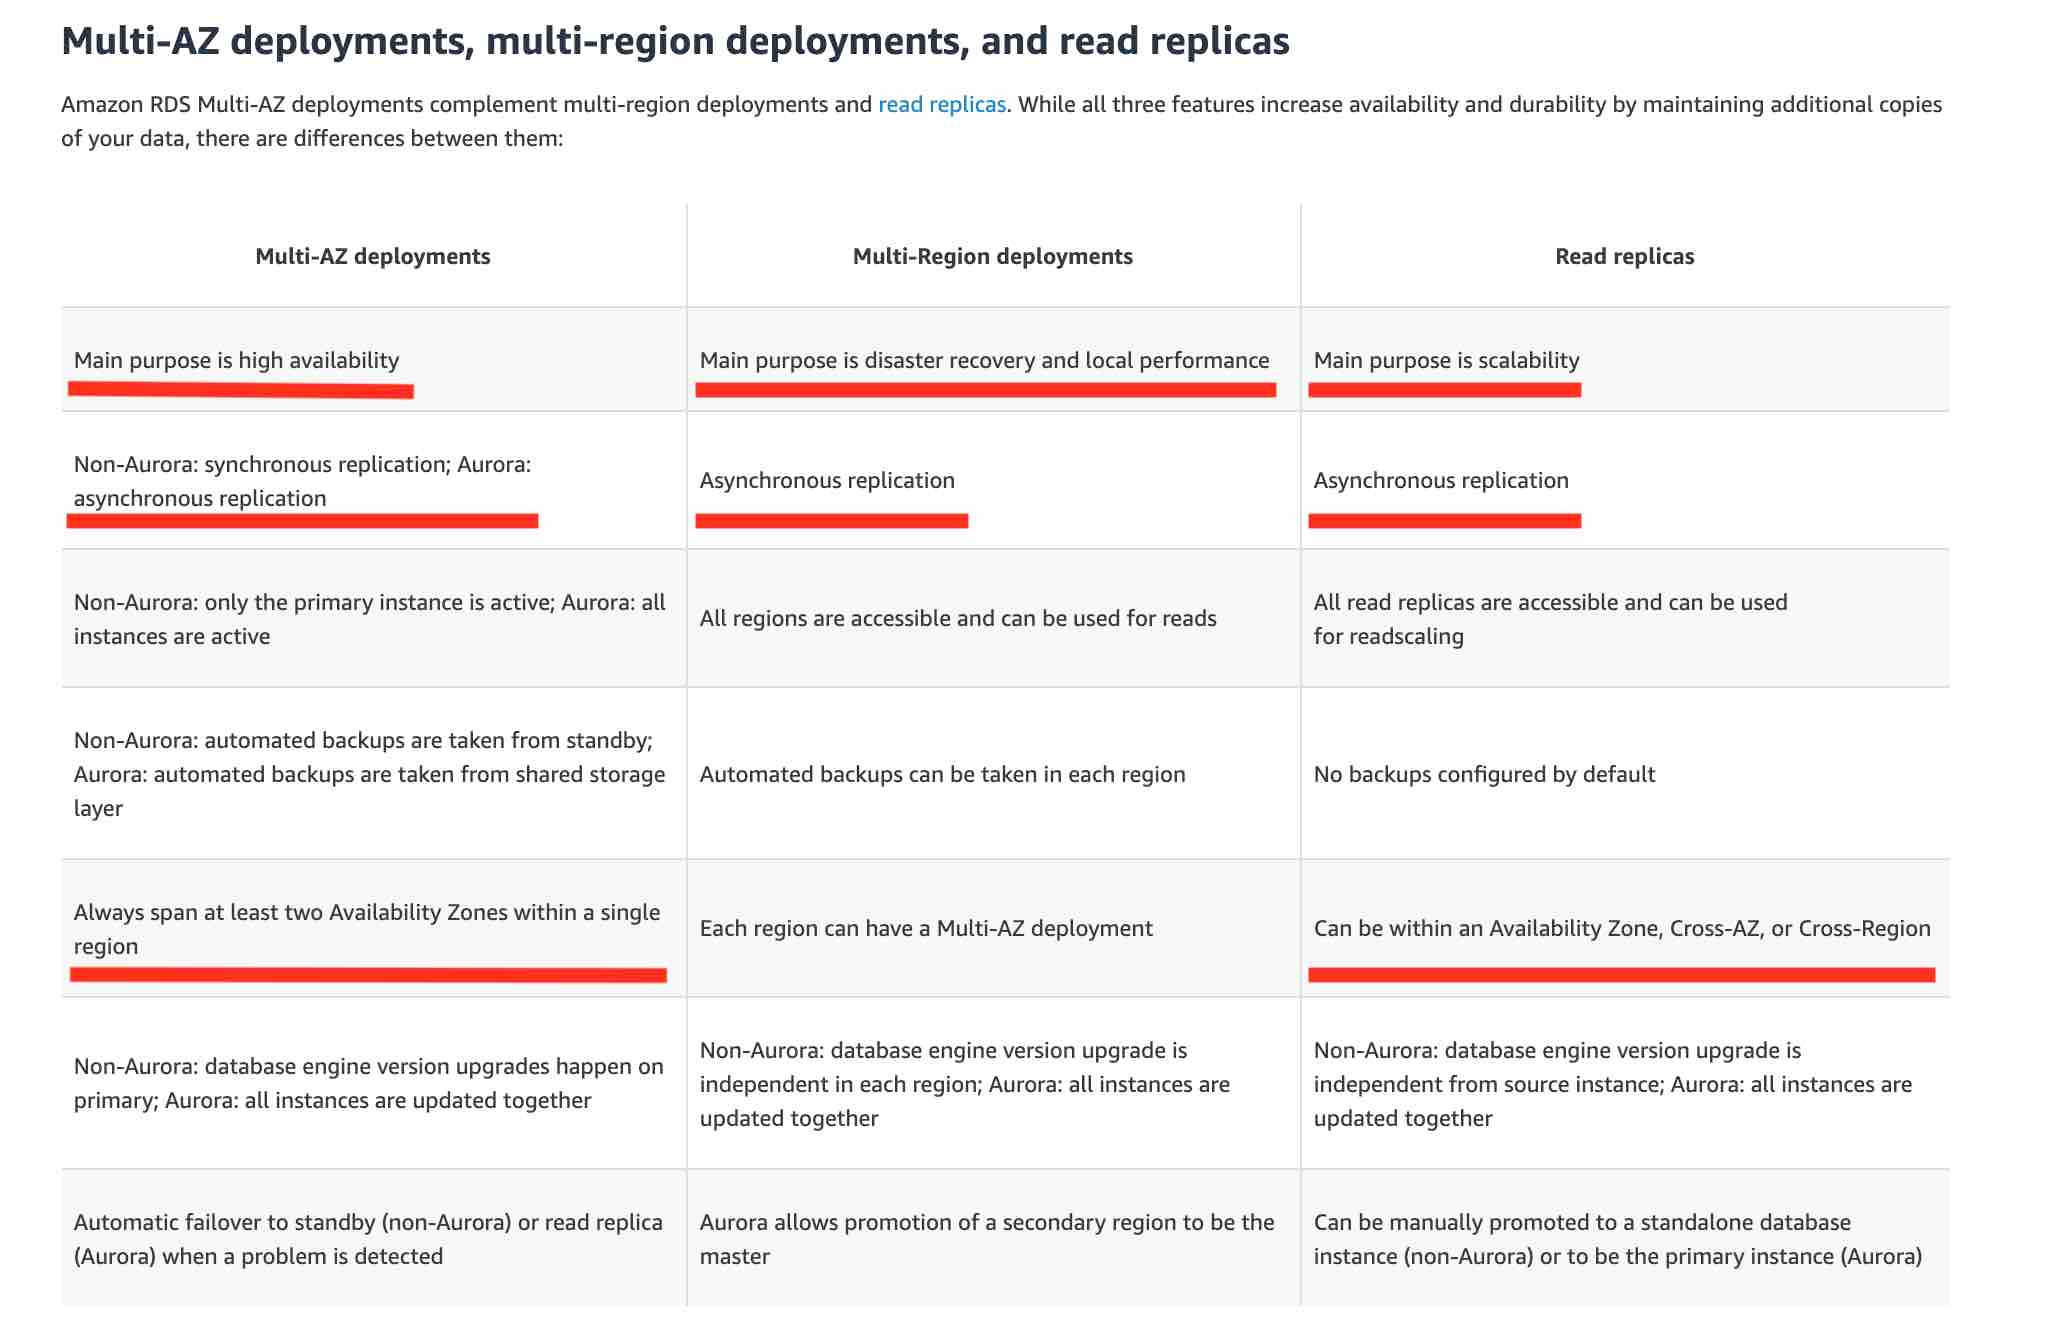 Multi-AZ deployments, multi-region deployments, and read replicas
Amazon RDS Multi-AZ deployments complement multi-region deployments and read replicas. While all three features increase availability and durability by maintaining additional copies
of your data, there are differences between them:
Multi-AZ deployments
Multi-Region deployments
Read replicas
Main purpose is high availability
Main purpose is disaster recovery and local performance
Main purpose is scalability
Non-Aurora: synchronous replication; Aurora:
asynchronous replication
Asynchronous replication
Asynchronous replication
Non-Aurora: only the primary instance is active; Aurora: all
instances are active
All regions are accessible and can be used for reads
All read replicas are accessible and can be used
for readscaling
Non-Aurora: automated backups are taken from standby;
Aurora: automated backups are taken from shared storage
layer
Automated backups can be taken in each region
No backups configured by default
Always span at least two Availability Zones within a single
region
Each region can have a Multi-AZ deployment
Can be within an Availability Zone, Cross-AZ, or Cross-Region
Non-Aurora: database engine version upgrades happen on
primary; Aurora: all instances are updated together
Non-Aurora: database engine version upgrade is
independent in each region; Aurora: all instances are
updated together
Non-Aurora: database engine version upgrade is
independent from source instance; Aurora: all instances are
updated together
Automatic failover to standby (non-Aurora) or read replica
(Aurora) when a problem is detected
Aurora allows promotion of a secondary region to be the
master
Can be manually promoted to a standalone database
instance (non-Aurora) or to be the primary instance (Aurora)